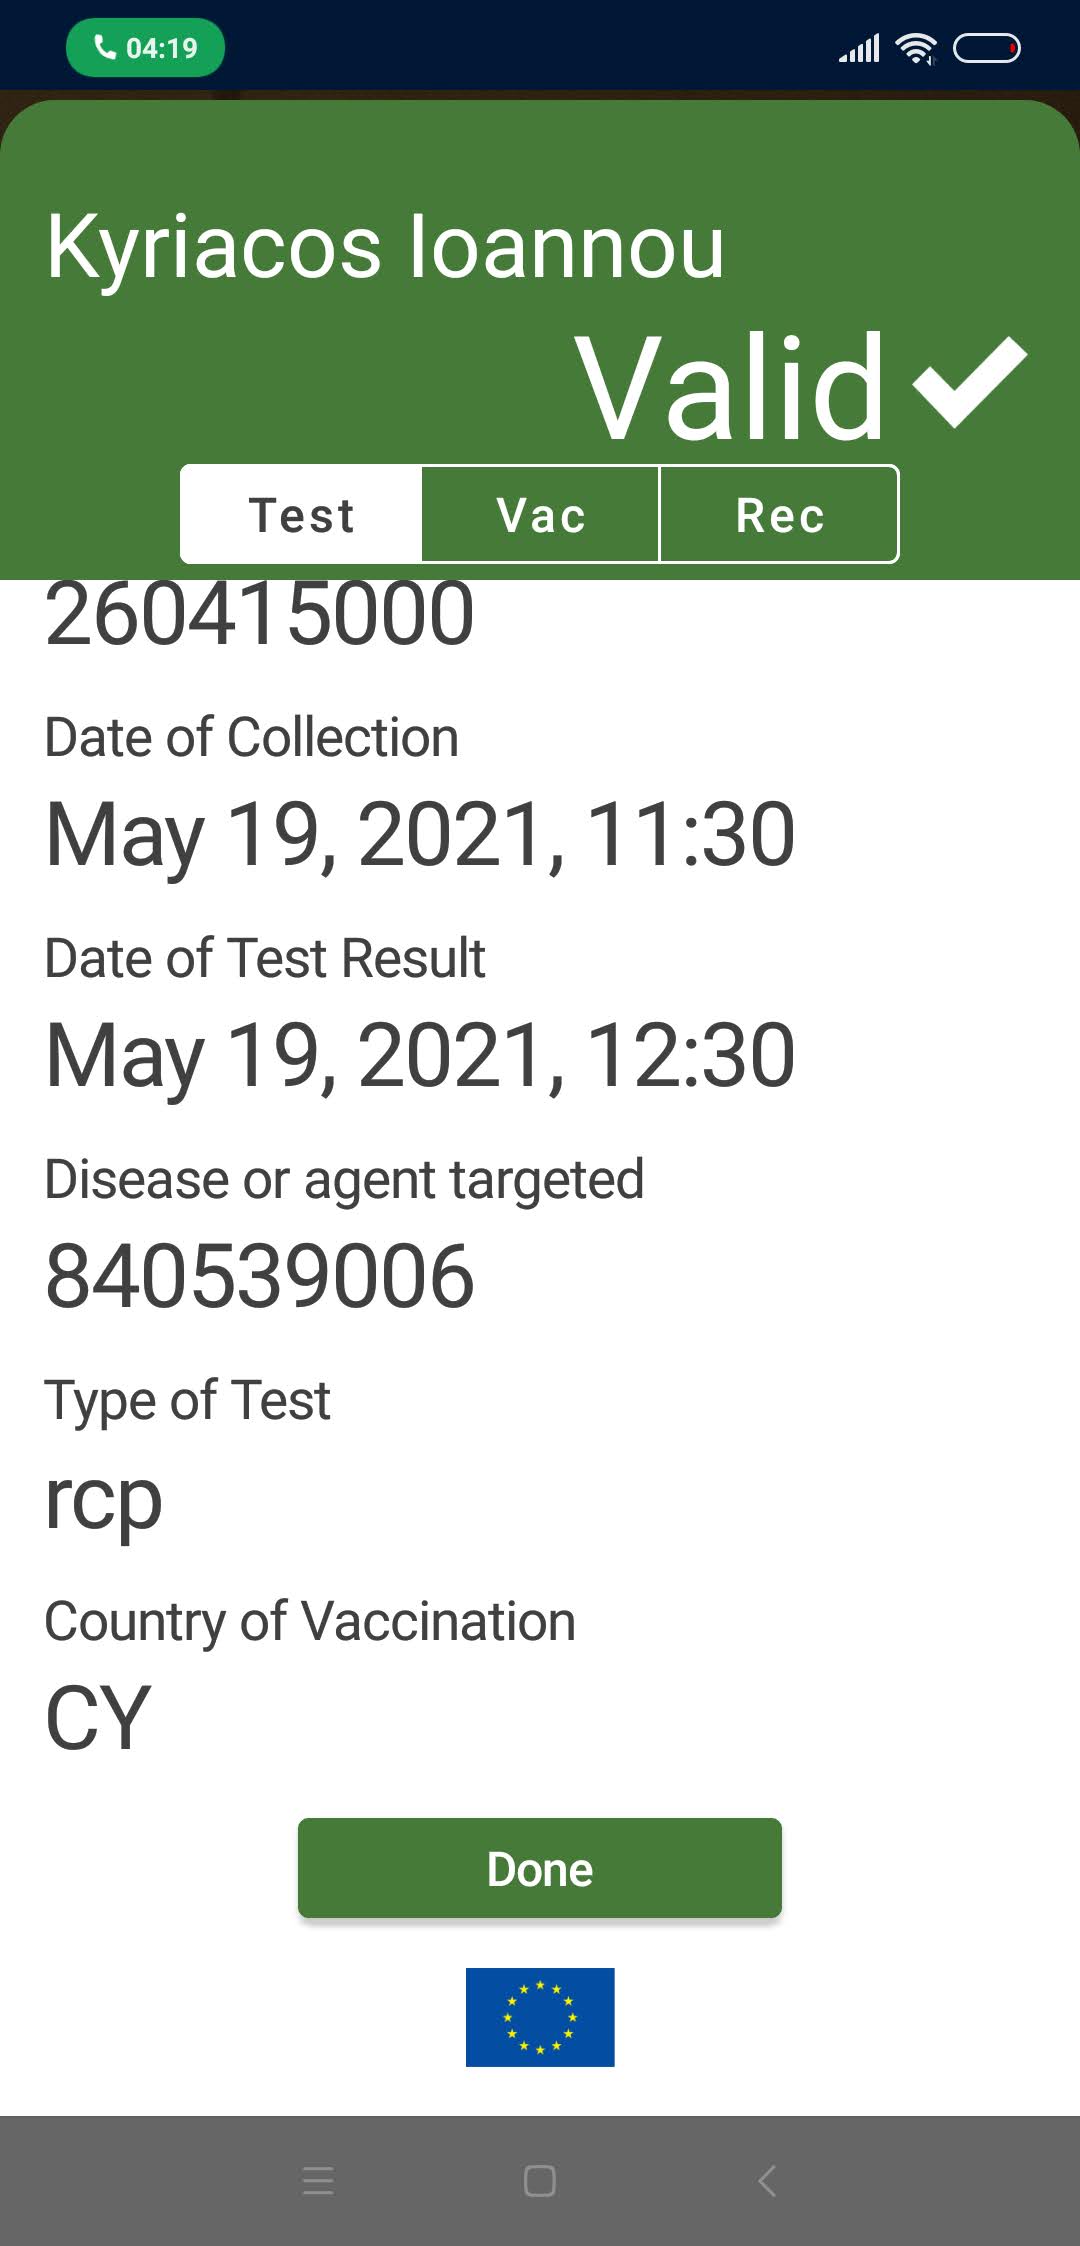 04:19
Kyriacos Ioannou
Valid
Test Vac Rec
260415000
Date of Collection
May 19, 2021, 11:30
Date of Test Result
May 19, 2021, 12:30
Disease or agent targeted
840539006
Type of Test
rcp
Country of Vaccination
CY
Done